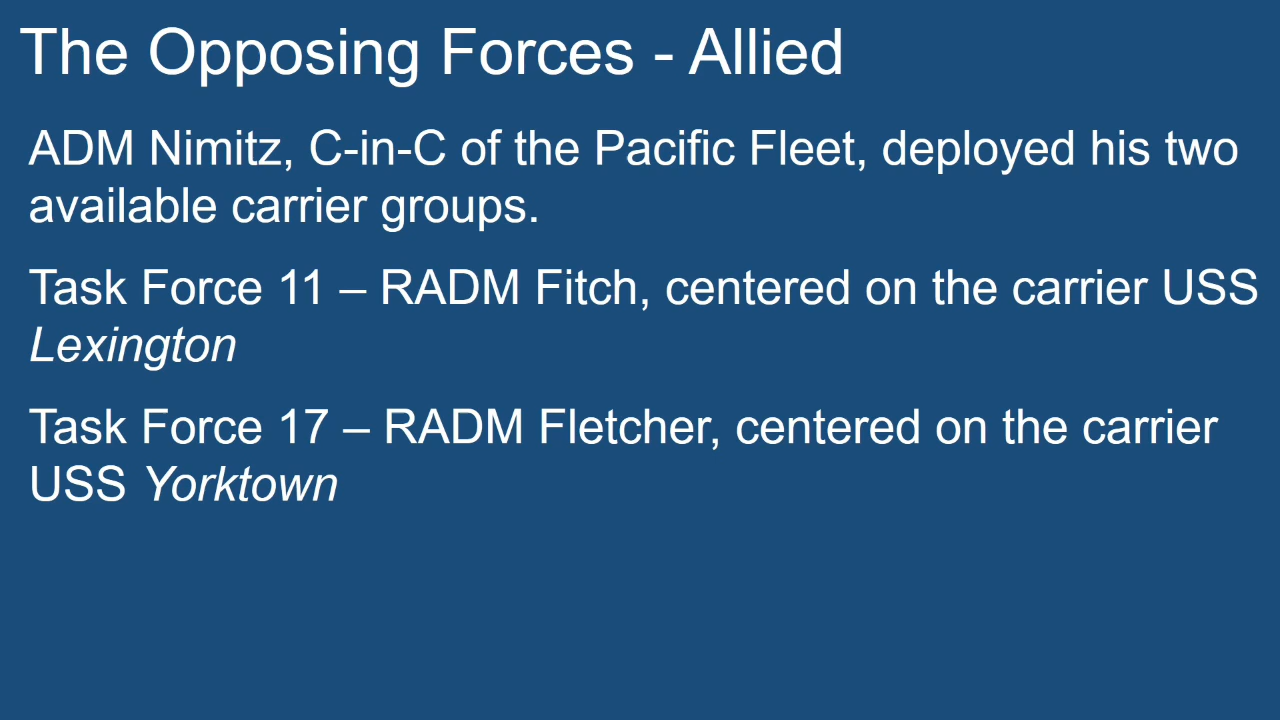 The Opposing Forces - Allied
ADM Nimitz, C-in-C of the Pacific Fleet, deployed his two
available carrier groups.
Task Force 11 – RADM Fitch, centered on the carrier USS
Lexington
Task Force 17 – RADM Fletcher, centered on the carrier
USS Yorktown